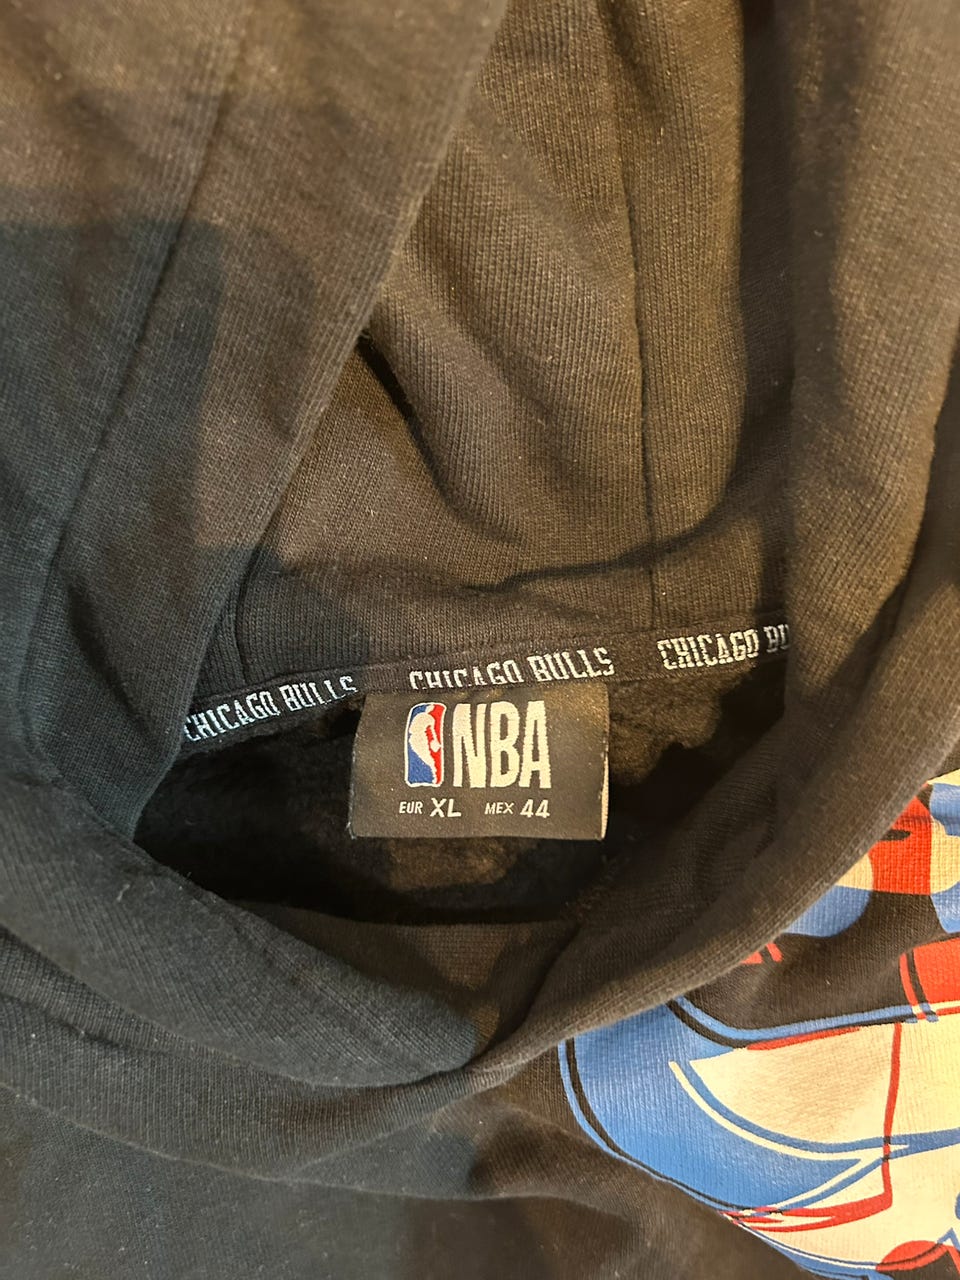 CHICAGO BULLS CHICAGO BULLS CHICAGO BU
NBA
EUR XL MEX 44